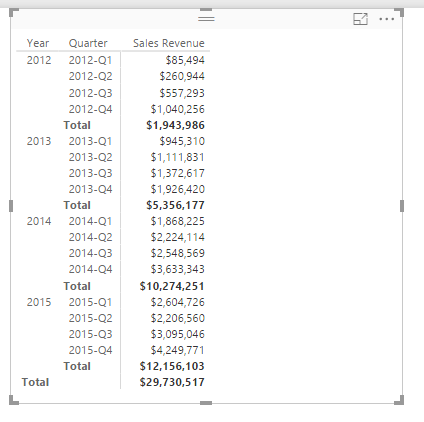 Year Quarter Sales Revenue
2012 2012-Q1 $85,494
2012-Q2 $260,944
2012-Q3 $557,293
2012-Q4 $1,040,256
Total $1,943,986
2013 2013-Q1 $945,310
2013-Q2 $1,111,831
2013-Q3 $1,372,617
2013-Q4 $1,926,420
Total $5,356,177
2014 2014-Q1 $1,868,225
2014-Q2 $2,224,114
2014-Q3 $2,548,569
2014-Q4 $3,633,343
Total $10,274,251
2015 2015-Q1 $2,604,726
2015-Q2 $2,206,560
2015-Q3 $3,095,046
2015-Q4 $4,249,771
Total $12,156,103
Total $29,730,517